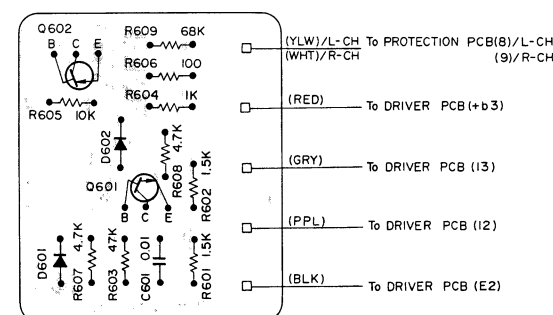 Q602
B C E
R609 68K
R606 100
R604 1K
R605 10K
D602
4.7K
R608
1.5K
R602
Q601
B C E
D601
4.7K
R607
47K
R603
0.01
C601
1.5K
R601
(YLW)/L-CH To PROTECTION PCB(8)/L-CH
(WHT)/R-CH (9)/R-CH
(RED) To DRIVER PCB (+b3)
(GRY) To DRIVER PCB (13)
(PPL) To DRIVER PCB (12)
(BLK) To DRIVER PCB (E2)